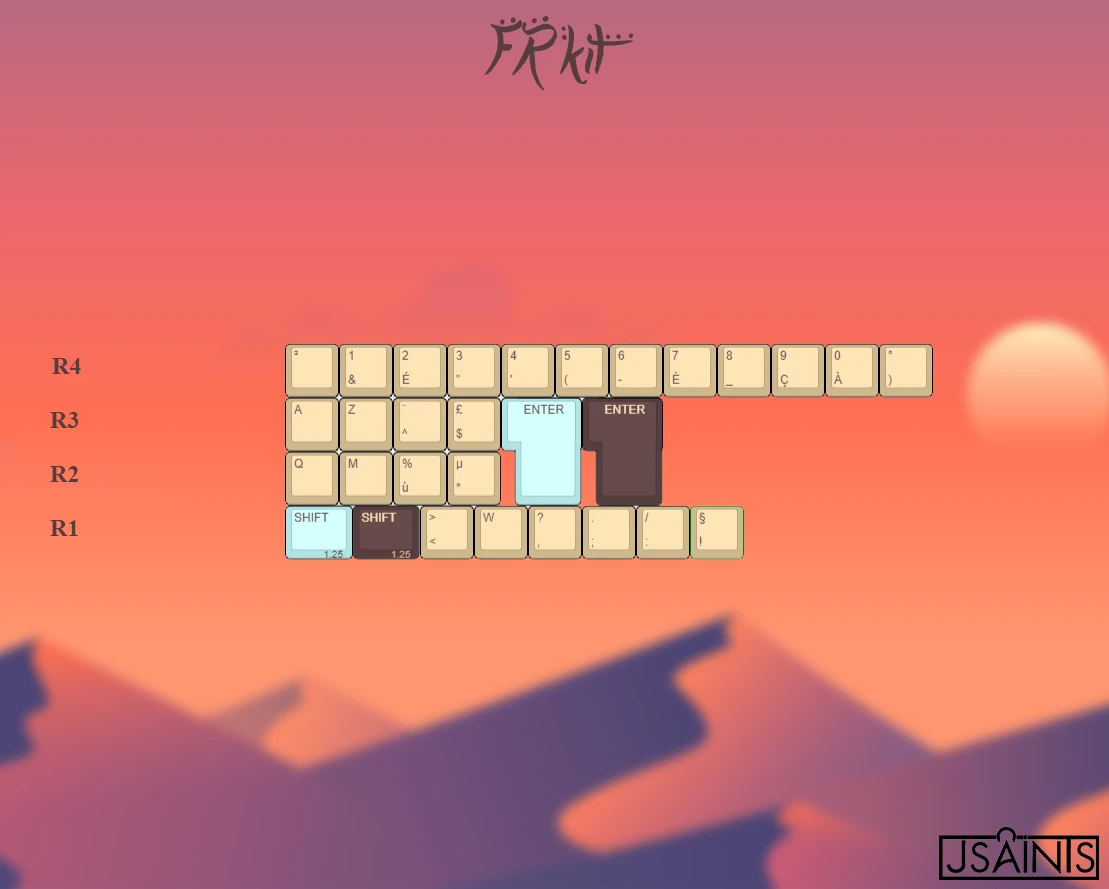 FR kit
R4
² 1 2 3 4 5 6 7 8 9 0 °
& É " ' ( - È _ Ç À )
R3
A Z ¨ £ ENTER ENTER
^ $
R2
Q M % µ
ù *
R1
SHIFT SHIFT > W ? . / §
< , ; : !
1.25 1.25
JSAINTS